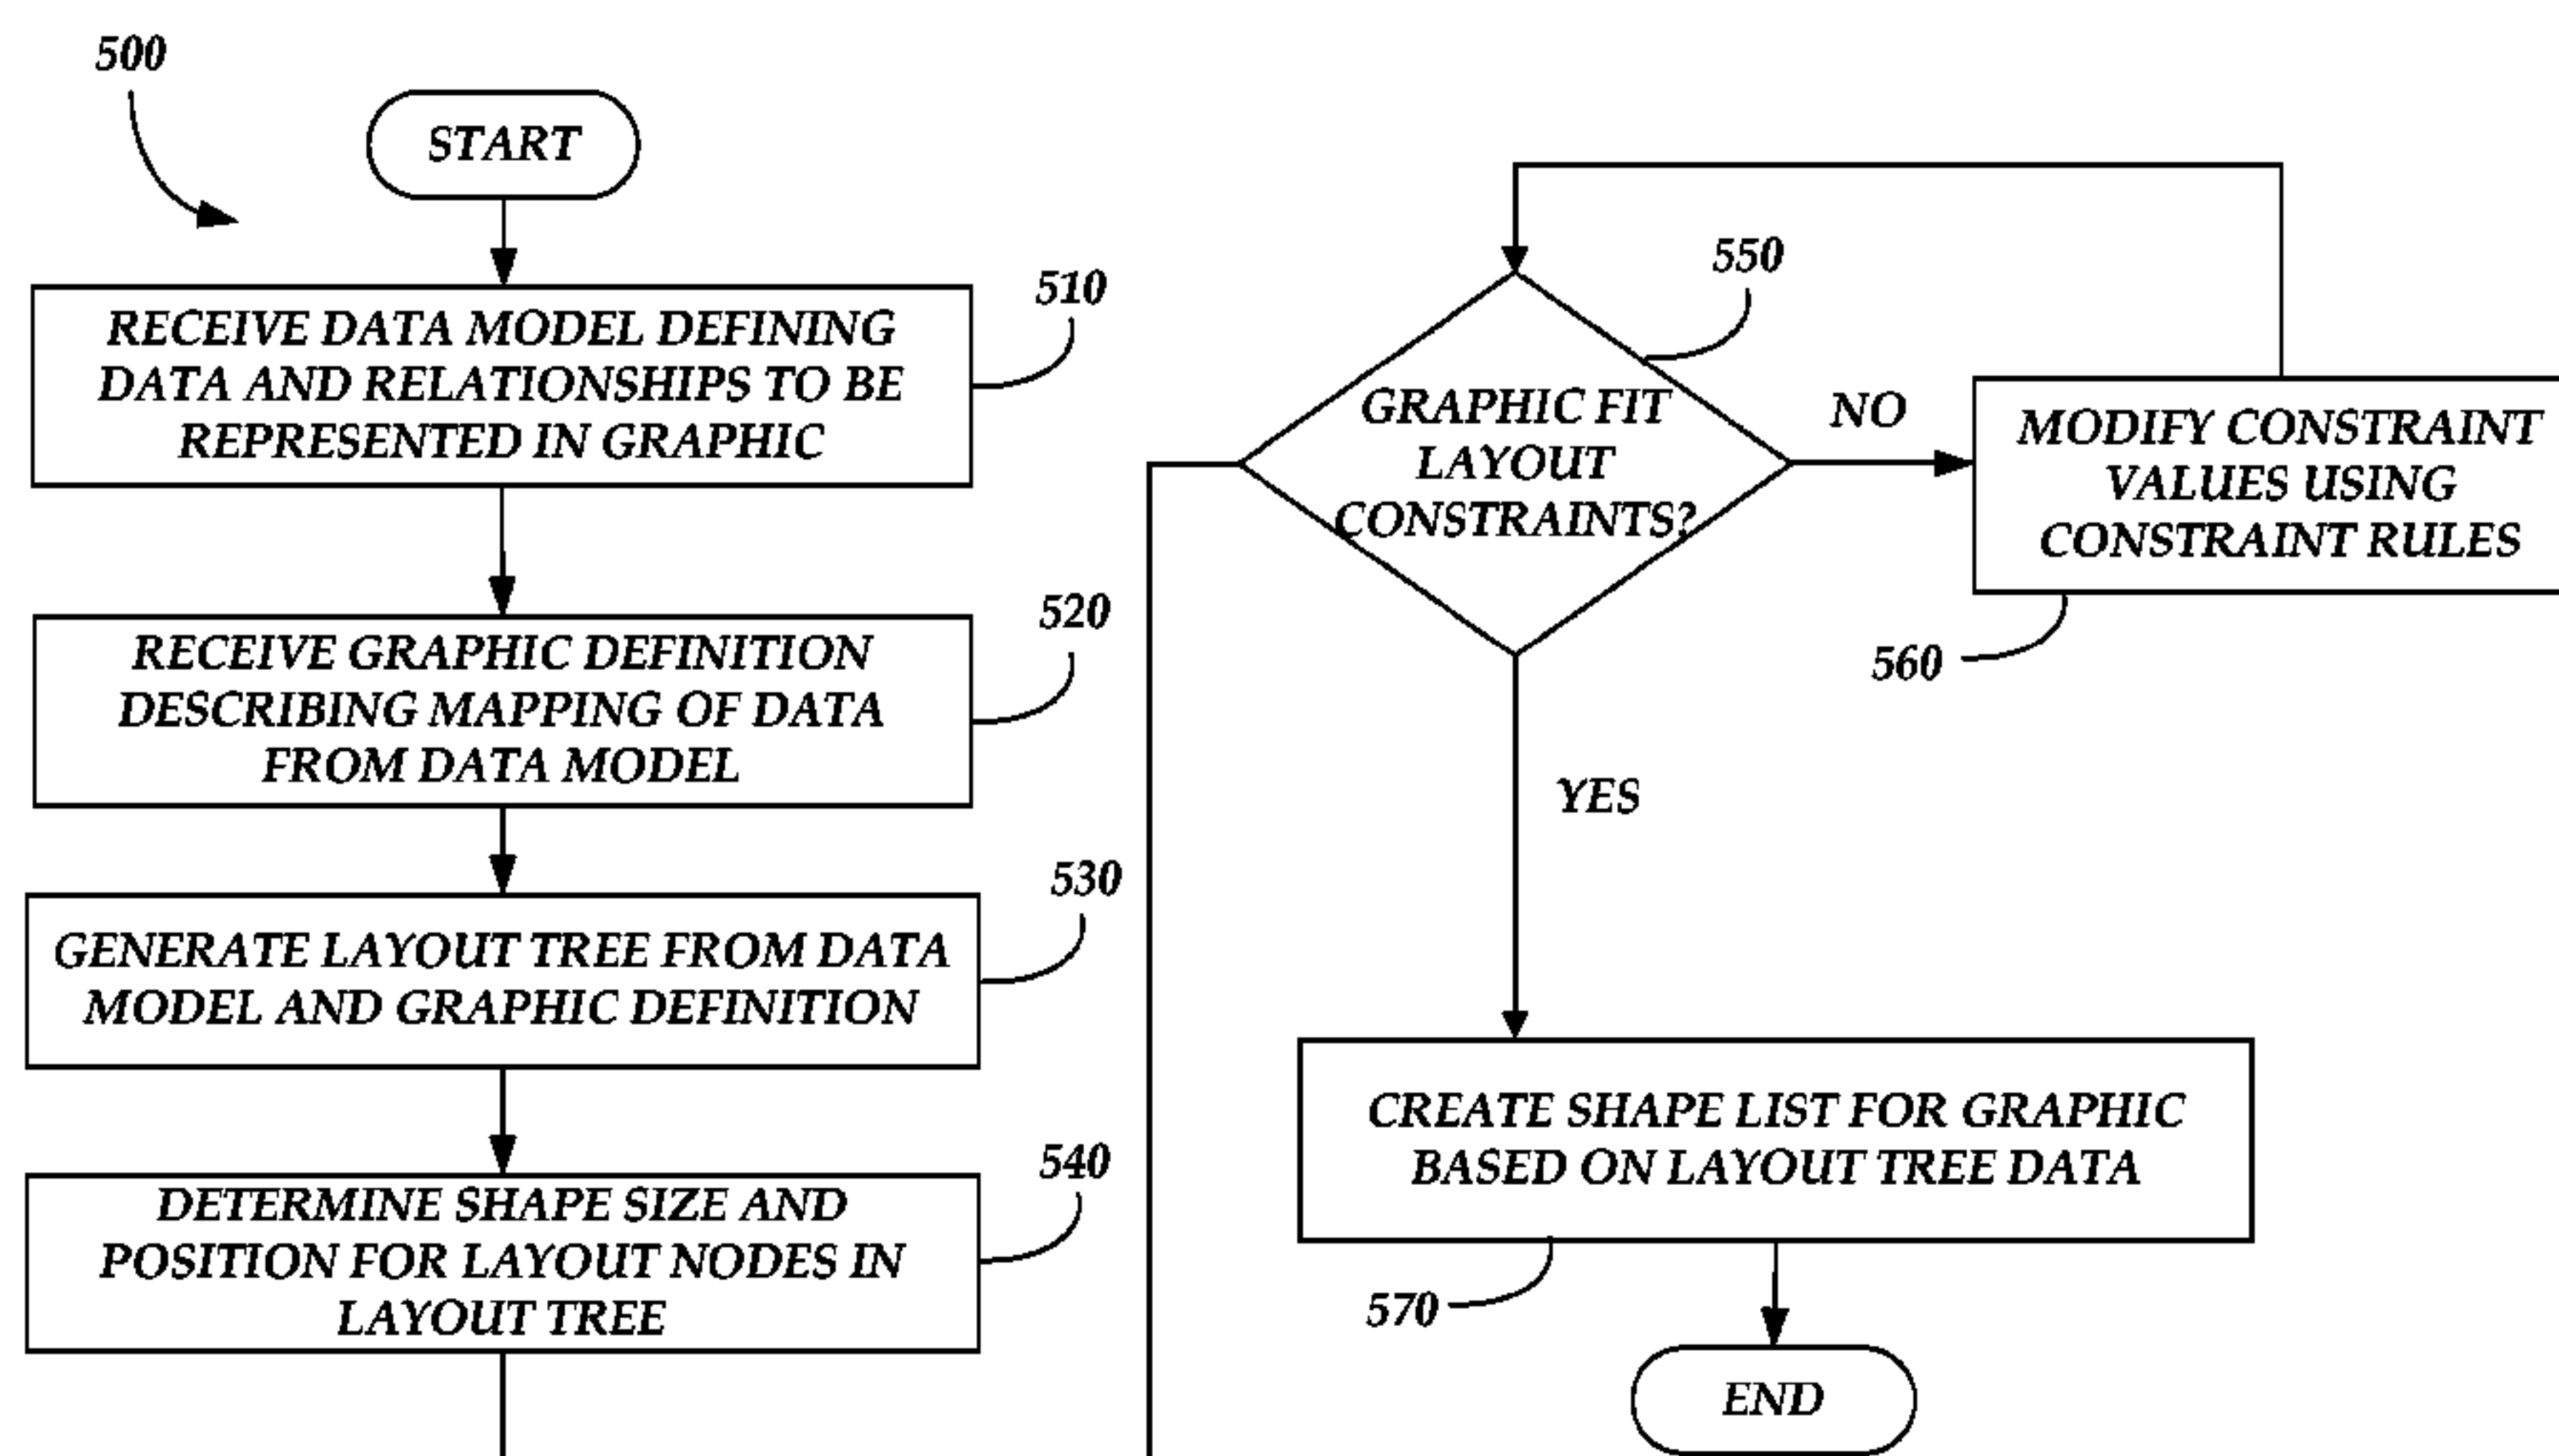 500
START
RECEIVE DATA MODEL DEFINING
DATA AND RELATIONSHIPS TO BE
REPRESENTED IN GRAPHIC
510
RECEIVE GRAPHIC DEFINITION
DESCRIBING MAPPING OF DATA
FROM DATA MODEL
520
GENERATE LAYOUT TREE FROM DATA
MODEL AND GRAPHIC DEFINITION
530
DETERMINE SHAPE SIZE AND
POSITION FOR LAYOUT NODES IN
LAYOUT TREE
540
GRAPHIC FIT
LAYOUT
CONSTRAINTS?
550
NO
MODIFY CONSTRAINT
VALUES USING
CONSTRAINT RULES
560
YES
CREATE SHAPE LIST FOR GRAPHIC
BASED ON LAYOUT TREE DATA
570
END